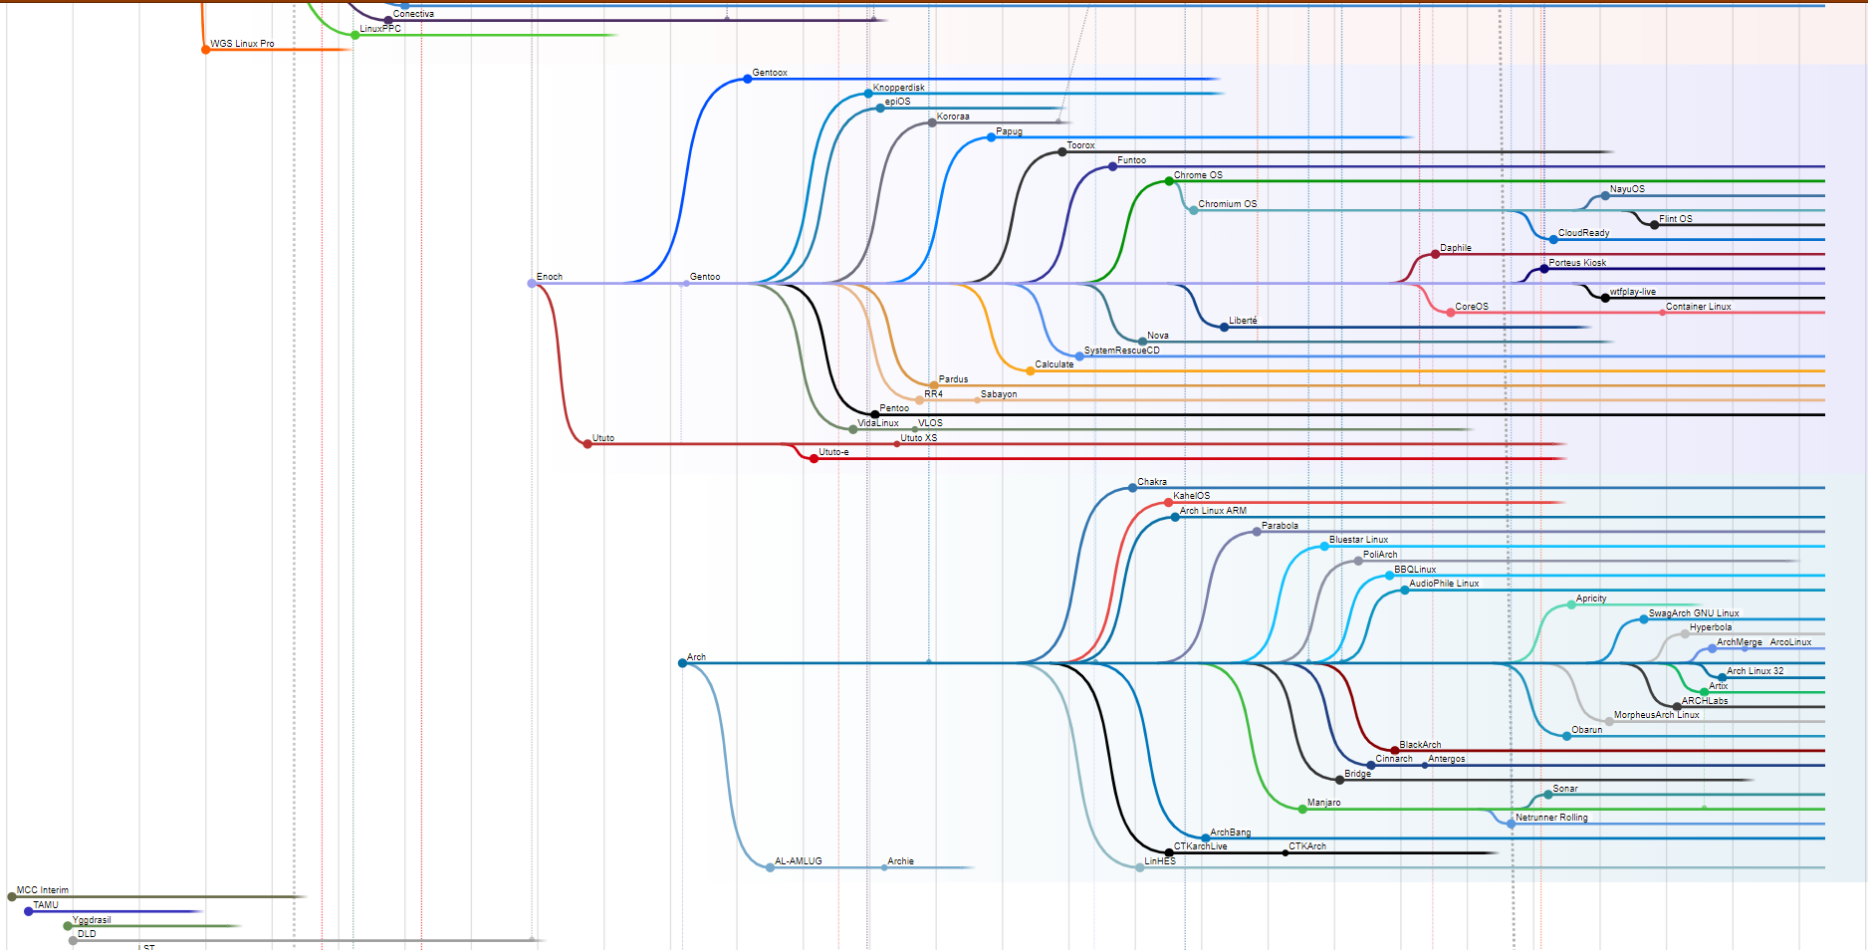 Conectiva
LinuxPPC
WGS Linux Pro
Gentoox
Knopperdisk
epiOS
Kororaa
Papug
Toorox
Funtoo
Chrome OS
NayuOS
Chromium OS
Flint OS
CloudReady
Daphile
Porteus Kiosk
Enoch
Gentoo
wtfplay-live
CoreOS
Container Linux
Liberté
Nova
SystemRescueCD
Calculate
Pardus
RR4
Sabayon
Pentoo
VidaLinux
VLOS
Ututo
Ututo XS
Ututo-e
Chakra
KahelOS
Arch Linux ARM
Parabola
Bluestar Linux
PoliArch
BBQLinux
AudioPhile Linux
Apricity
SwagArch GNU Linux
Hyperbola
ArchMerge
ArcoLinux
Arch
Arch Linux 32
Artix
ARCHLabs
MorpheusArch Linux
Obarun
BlackArch
Cinnarch
Antergos
Bridge
Sonar
Manjaro
Netrunner Rolling
ArchBang
CTKarchLive
CTKArch
AL-AMLUG
Archie
LinHES
MCC Interim
TAMU
Yggdrasil
DLD
LST